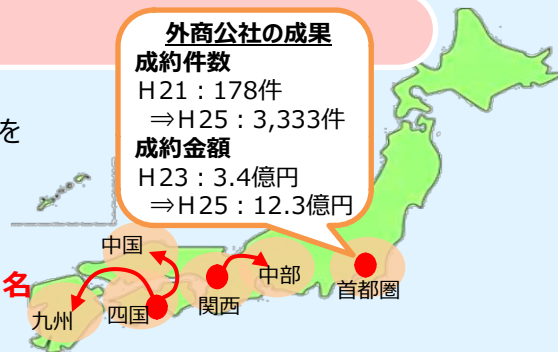 外商公社の成果
成約件数
H21：178件
⇒H25：3,333件
成約金額
H23：3.4億円
⇒H25：12.3億円
を
中国
名
九州
四国
関西
中部
首都圏